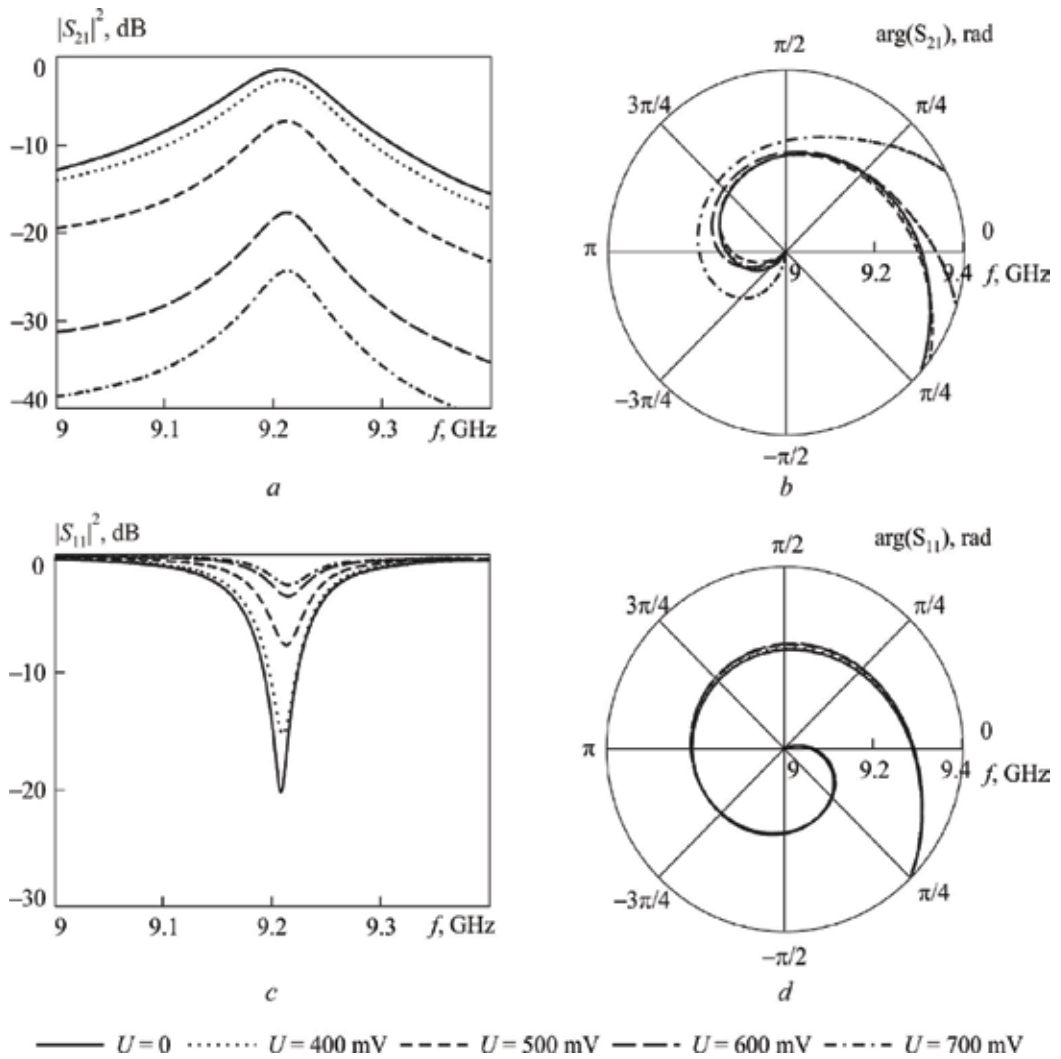 |S₂₁|², dB
0
−10
−20
−30
−40
9 9.1 9.2 9.3 f, GHz
a
arg(S₂₁), rad
π/2
3π/4 π/4
π 0
9 9.2 9.4
f, GHz
−3π/4 π/4
−π/2
b
|S₁₁|², dB
0
−10
−20
−30
9 9.1 9.2 9.3 f, GHz
c
arg(S₁₁), rad
π/2
3π/4 π/4
π 0
9 9.2 9.4
f, GHz
−3π/4 π/4
−π/2
d
U = 0 U = 400 mV U = 500 mV U = 600 mV U = 700 mV